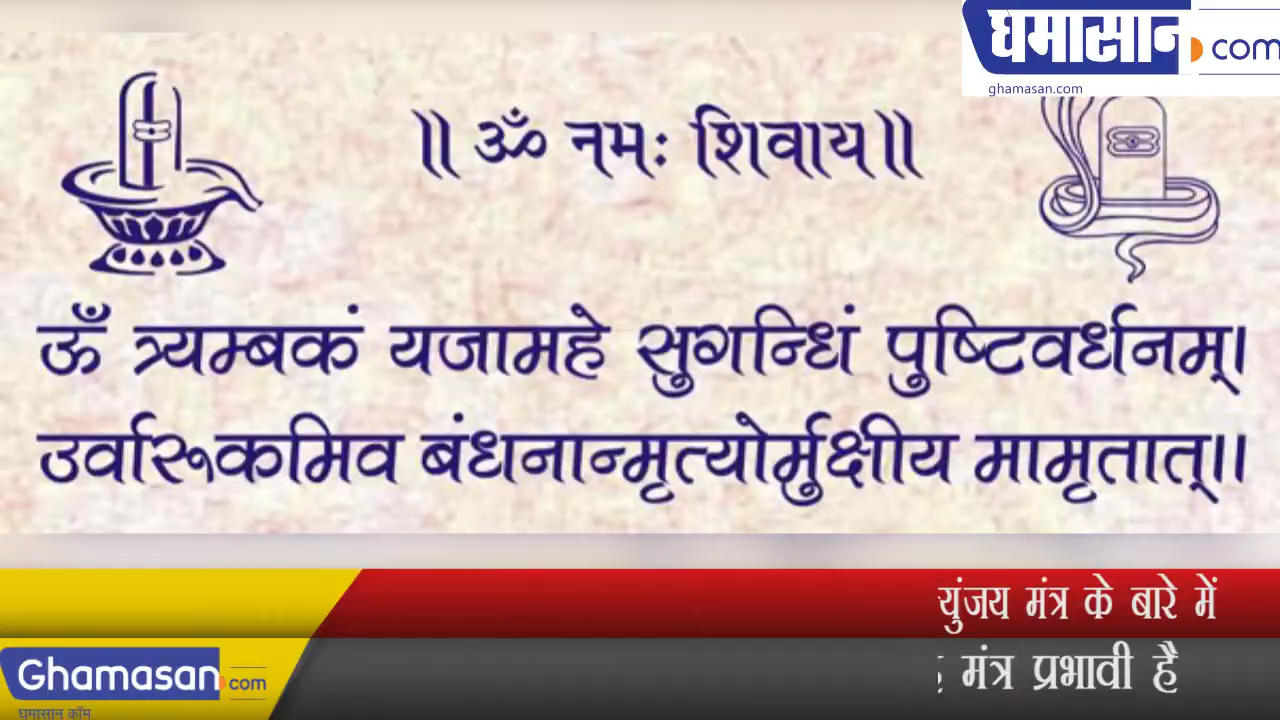 घमासान.com
ghamasan.com
॥ ॐ नमः शिवाय॥
ऊँ त्र्यम्बकं यजामहे सुगन्धिं पुष्टिवर्धनम्।
उर्वारूकमिव बंधनान्मृत्योर्मुक्षीय मामृतात्।।
मंत्र के बारे में
मंत्र प्रभावी है
Ghamasan.com
घमासान कॉम